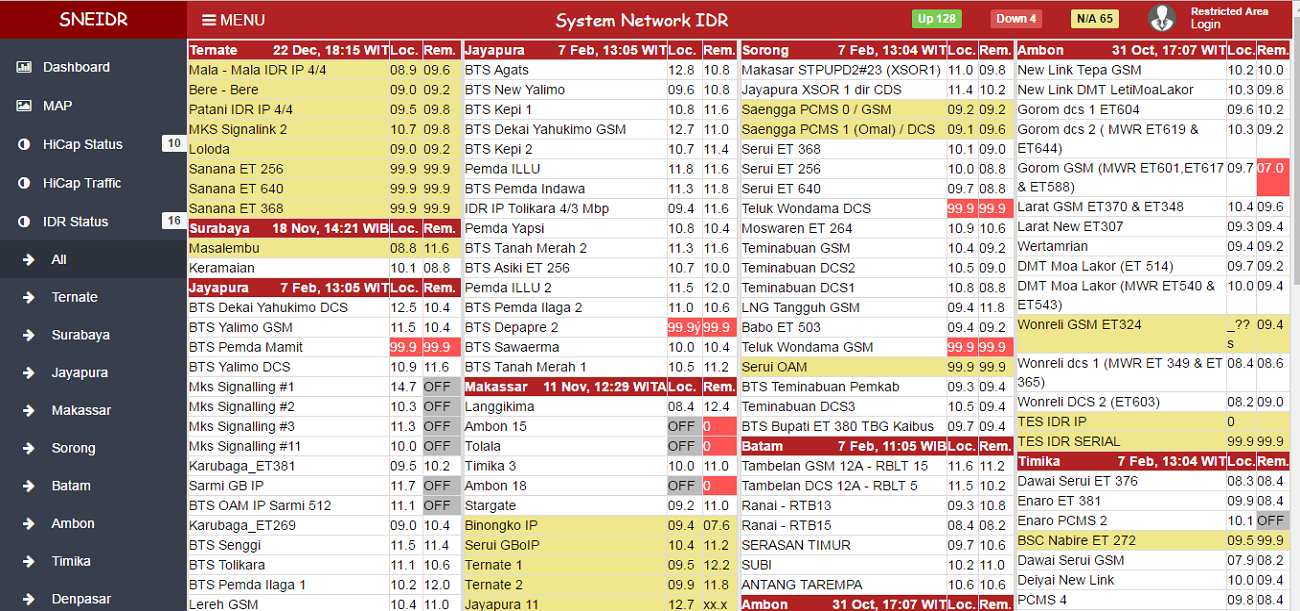 SNEIDR
MENU
System Network IDR
Up 128
Down 4
N/A 65
Restricted Area
Login
Dashboard
MAP
HiCap Status 10
HiCap Traffic
IDR Status 16
All
Ternate
Surabaya
Jayapura
Makassar
Sorong
Batam
Ambon
Timika
Denpasar
Ternate 22 Dec, 18:15 WIT Loc. Rem.
Mala - Mala IDR IP 4/4 08.9 09.6
Bere - Bere 09.0 09.2
Patani IDR IP 4/4 09.5 09.8
MKS Signalink 2 10.7 09.8
Loloda 09.0 09.2
Sanana ET 256 99.9 99.9
Sanana ET 640 99.9 99.9
Sanana ET 368 99.9 99.9
Surabaya 18 Nov, 14:21 WIB Loc. Rem.
Masalembu 08.8 11.6
Keramaian 10.1 08.8
Jayapura 7 Feb, 13:05 WIT Loc. Rem.
BTS Dekai Yahukimo DCS 12.5 10.4
BTS Yalimo GSM 11.5 10.4
BTS Pemda Mamit 99.9 99.9
BTS Yalimo DCS 10.9 11.6
Mks Signalling #1 14.7 OFF
Mks Signalling #2 10.3 OFF
Mks Signalling #3 11.3 OFF
Mks Signalling #11 10.0 OFF
Karubaga_ET381 09.5 10.2
Sarmi GB IP 11.7 OFF
BTS OAM IP Sarmi 512 11.1 OFF
Karubaga_ET269 09.0 10.4
BTS Senggi 11.5 11.4
BTS Tolikara 11.1 10.6
BTS Pemda Ilaga 1 10.2 12.0
Lereh GSM 10.4 11.0
Jayapura 7 Feb, 13:05 WIT Loc. Rem.
BTS Agats 12.8 10.8
BTS New Yalimo 09.6 10.8
BTS Kepi 1 10.8 11.6
BTS Dekai Yahukimo GSM 12.7 11.0
BTS Kepi 2 10.7 11.4
Pemda ILLU 11.8 11.6
BTS Pemda Indawa 11.3 11.8
IDR IP Tolikara 4/3 Mbp 09.4 11.6
Pemda Yapsi 10.8 10.4
BTS Tanah Merah 2 11.3 11.6
BTS Asiki ET 256 10.7 10.0
Pemda ILLU 2 11.5 12.0
BTS Pemda Ilaga 2 11.0 10.6
BTS Depapre 2 99.9ý 99.9
BTS Sawaerma 10.0 10.4
BTS Tanah Merah 1 10.5 11.2
Makassar 11 Nov, 12:29 WITA Loc. Rem.
Langgikima 08.4 12.4
Ambon 15 OFF 0
Tolala OFF 0
Timika 3 10.0 11.0
Ambon 18 OFF 0
Stargate 09.2 11.0
Binongko IP 09.4 07.6
Serui GBoIP 10.4 11.2
Ternate 1 09.5 12.2
Ternate 2 09.9 11.8
Jayapura 11 12.7 xx.x
Sorong 7 Feb, 13:04 WIT Loc. Rem.
Makasar STPUPD2#23 (XSOR1) 11.0 09.8
Jayapura XSOR 1 dir CDS 11.4 10.2
Saengga PCMS 0 / GSM 09.2 09.2
Saengga PCMS 1 (Omal) / DCS 09.1 09.6
Serui ET 368 10.1 09.0
Serui ET 256 10.0 08.8
Serui ET 640 09.7 08.8
Teluk Wondama DCS 99.9 99.9
Moswaren ET 264 10.9 10.6
Teminabuan GSM 10.4 09.2
Teminabuan DCS2 10.5 09.0
Teminabuan DCS1 10.8 08.8
LNG Tangguh GSM 09.4 11.8
Babo ET 503 09.4 09.2
Teluk Wondama GSM 99.9 99.9
Serui OAM 99.9 99.9
BTS Teminabuan Pemkab 09.3 09.4
Teminabuan DCS3 10.5 09.4
BTS Bupati ET 380 TBG Kaibus 09.7 09.4
Batam 7 Feb, 11:05 WIB Loc. Rem.
Tambelan GSM 12A - RBLT 15 11.6 11.2
Tambelan DCS 12A - RBLT 5 11.5 10.2
Ranai - RTB13 09.3 10.8
Ranai - RTB15 08.4 08.2
SERASAN TIMUR 09.7 10.6
SUBI 10.2 11.0
ANTANG TAREMPA 10.6 10.6
Ambon 31 Oct, 17:07 WIT Loc. Rem.
Ambon 31 Oct, 17:07 WIT Loc. Rem.
New Link Tepa GSM 10.2 10.0
New Link DMT LetiMoaLakor 10.3 09.8
Gorom dcs 1 ET604 09.6 10.2
Gorom dcs 2 ( MWR ET619 & 10.3 09.2
ET644)
Gorom GSM (MWR ET601,ET617 09.7 07.0
& ET588)
Larat GSM ET370 & ET348 10.4 09.6
Larat New ET307 09.3 09.4
Wertamrian 09.4 09.2
DMT Moa Lakor (ET 514) 09.7 09.2
DMT Moa Lakor (MWR ET540 & 10.0 09.4
ET543)
Wonreli GSM ET324 _?? 09.4
s
Wonreli dcs 1 (MWR ET 349 & ET 08.4 08.6
365)
Wonreli DCS 2 (ET603) 08.2 09.0
TES IDR IP 0
TES IDR SERIAL 99.9 99.9
Timika 7 Feb, 13:04 WIT Loc. Rem.
Dawai Serui ET 376 08.3 08.4
Enaro ET 381 09.9 08.4
Enaro PCMS 2 10.1 OFF
BSC Nabire ET 272 09.5 99.9
Dawai Serui GSM 07.9 08.2
Deiyai New Link 10.0 09.4
PCMS 4 09.8 08.4